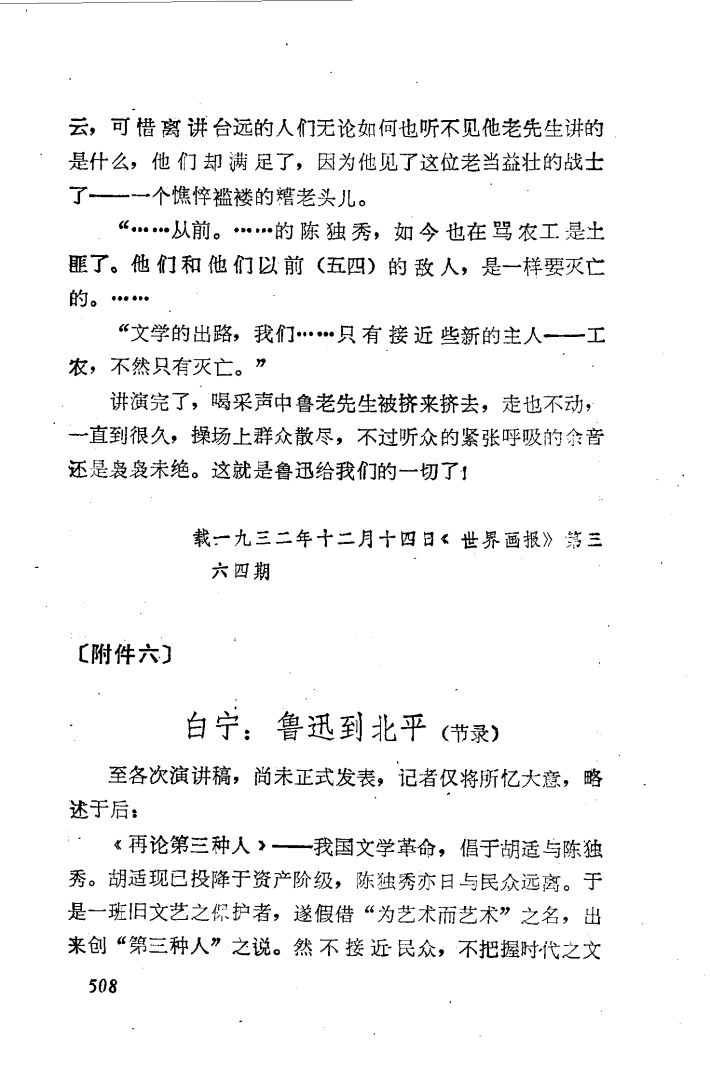 云，可惜离讲台远的人们无论如何也听不见他老先生讲的
是什么，他们却满足了，因为他见了这位老当益壮的战士
了——一个憔悴褴褛的糟老头儿。
“……从前。……的陈独秀，如今也在骂农工是土
匪了。他们和他们以前（五四）的敌人，是一样要灭亡
的。……
“文学的出路，我们……只有接近些新的主人——工
农，不然只有灭亡。”
讲演完了，喝采声中鲁老先生被挤来挤去，走也不动，
一直到很久，操场上群众散尽，不过听众的紧张呼吸的余音
还是袅袅未绝。这就是鲁迅给我们的一切了！
载一九三二年十二月十四日《世界画报》第三
六四期
〔附件六〕
白宁：鲁迅到北平（节录）
至各次演讲稿，尚未正式发表，记者仅将所忆大意，略
述于后：
《再论第三种人》——我国文学革命，倡于胡适与陈独
秀。胡适现已投降于资产阶级，陈独秀亦日与民众远离。于
是一班旧文艺之保护者，遂假借“为艺术而艺术”之名，出
来创“第三种人”之说。然不接近民众，不把握时代之文
508